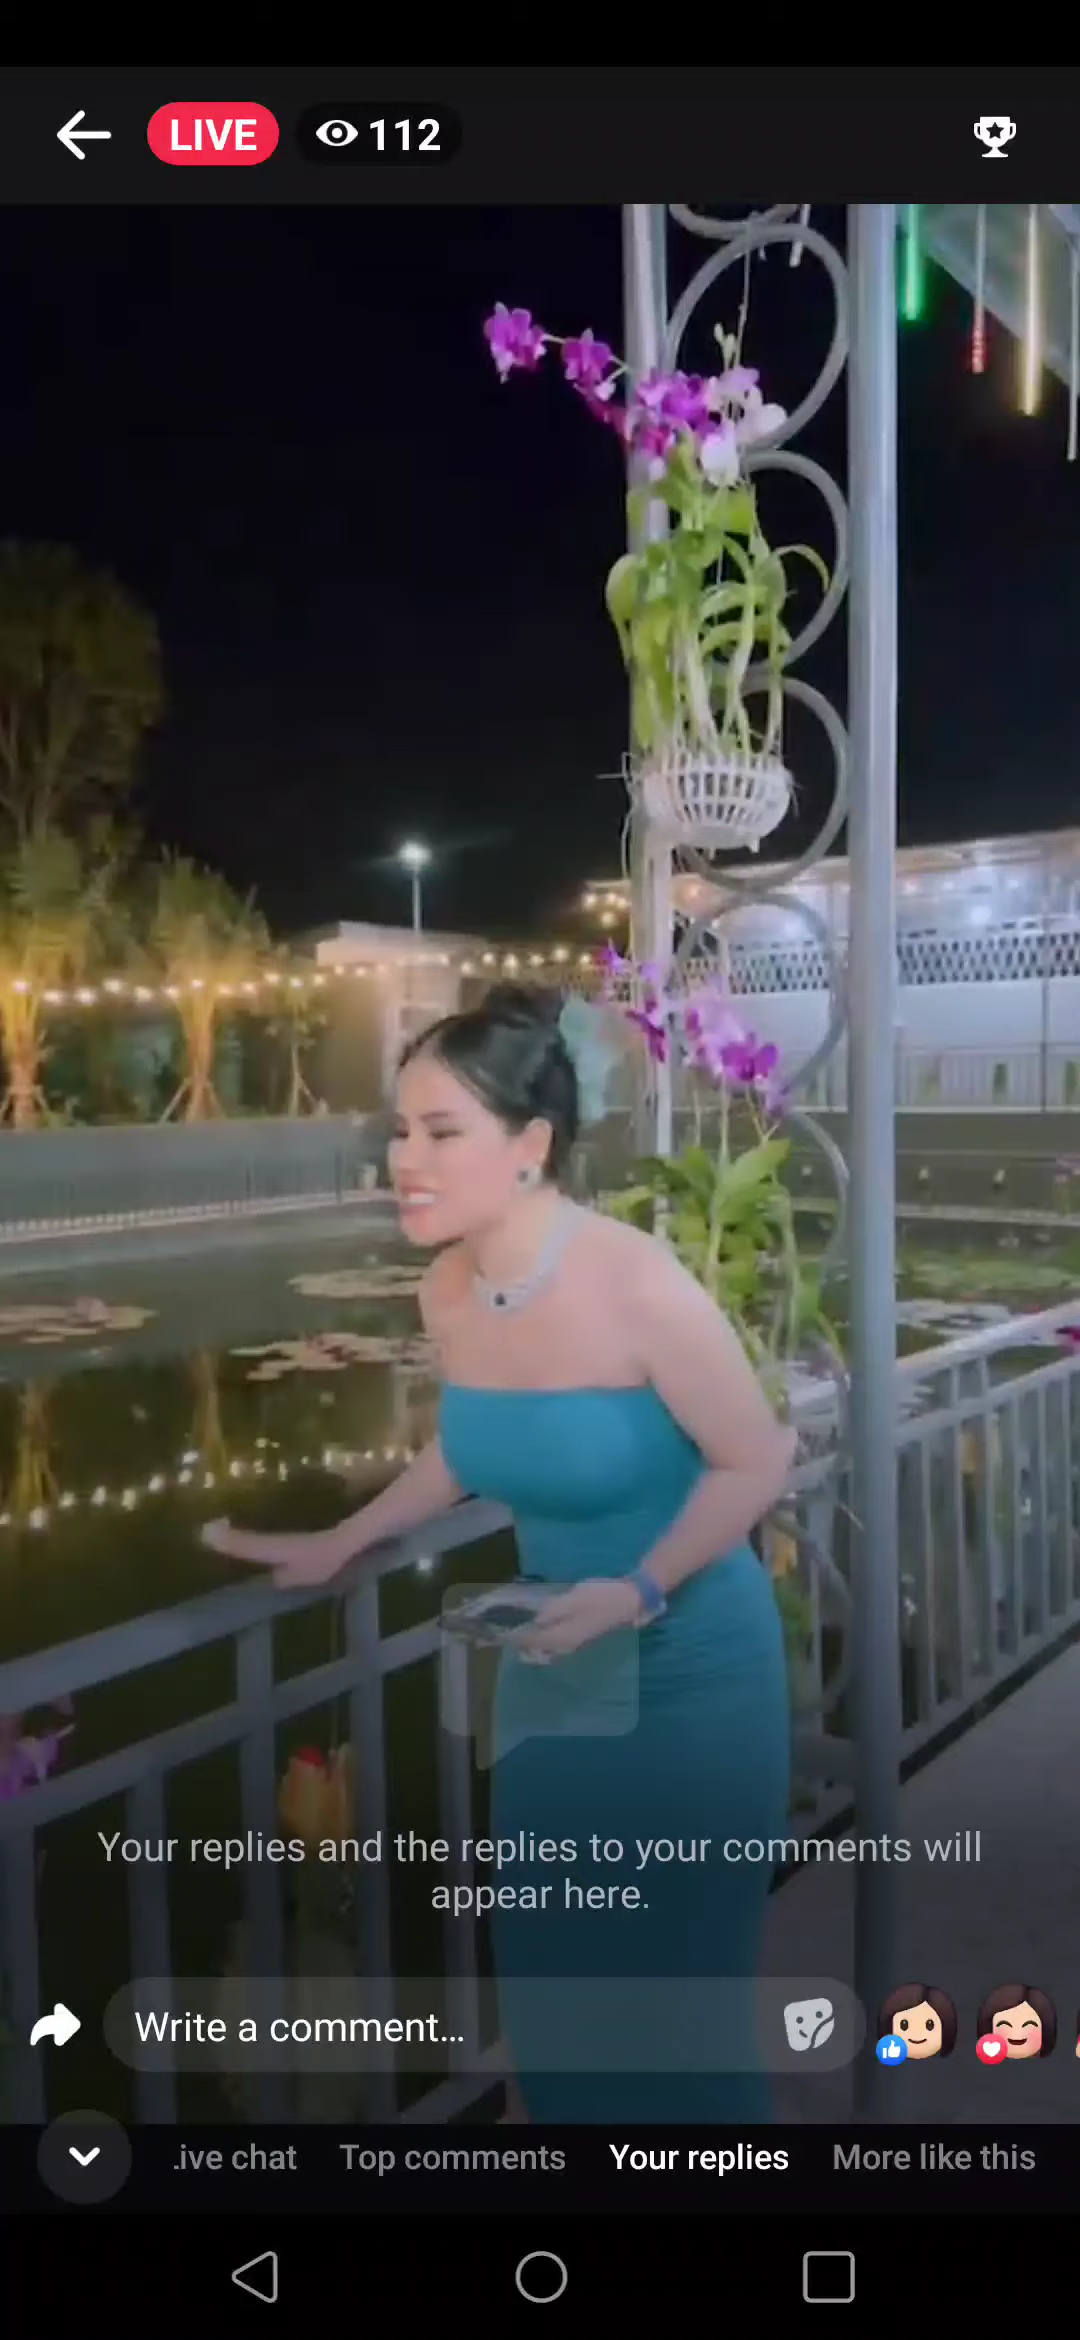 LIVE 112
Your replies and the replies to your comments will
appear here.
Write a comment...
.ive chat Top comments Your replies More like this